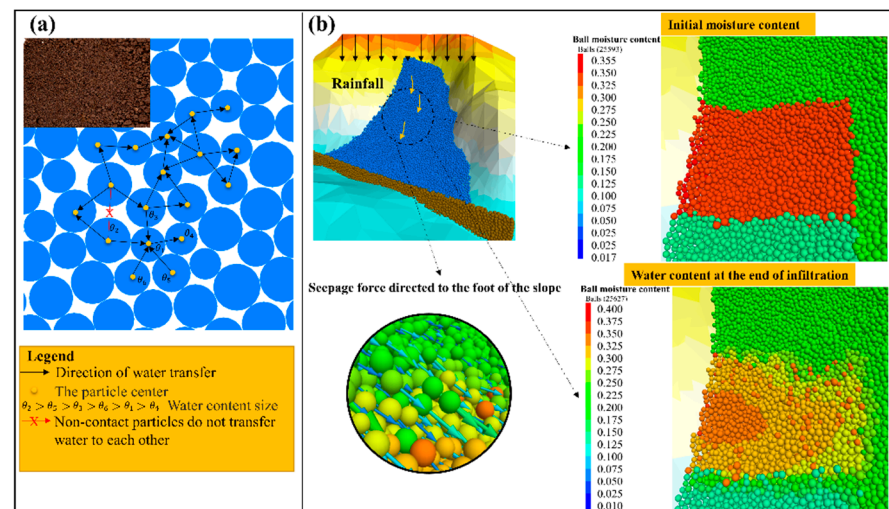 (a)
θ₃
θ₂
θ₄
θ₁
θ₆
θ₅
Legend
Direction of water transfer
The particle center
θ₂ > θ₅ > θ₃ > θ₆ > θ₁ > θ₄ Water content size
X Non-contact particles do not transfer
water to each other
(b)
Rainfall
Seepage force directed to the foot of the slope
Initial moisture content
Ball moisture content
Balls (25593)
0.355
0.350
0.325
0.300
0.275
0.250
0.225
0.200
0.175
0.150
0.125
0.100
0.075
0.050
0.025
0.017
Water content at the end of infiltration
Ball moisture content
Balls (25627)
0.400
0.375
0.350
0.325
0.300
0.275
0.250
0.225
0.200
0.175
0.150
0.125
0.100
0.075
0.050
0.025
0.010